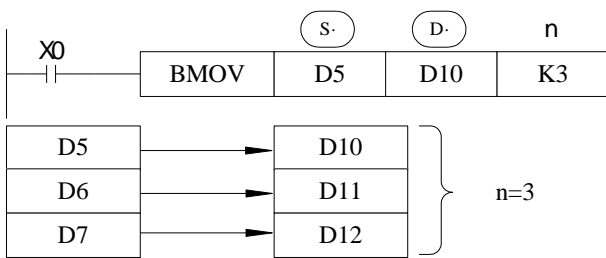 S· D· n
X0
BMOV D5 D10 K3
D5 D10
D6 D11 n=3
D7 D12